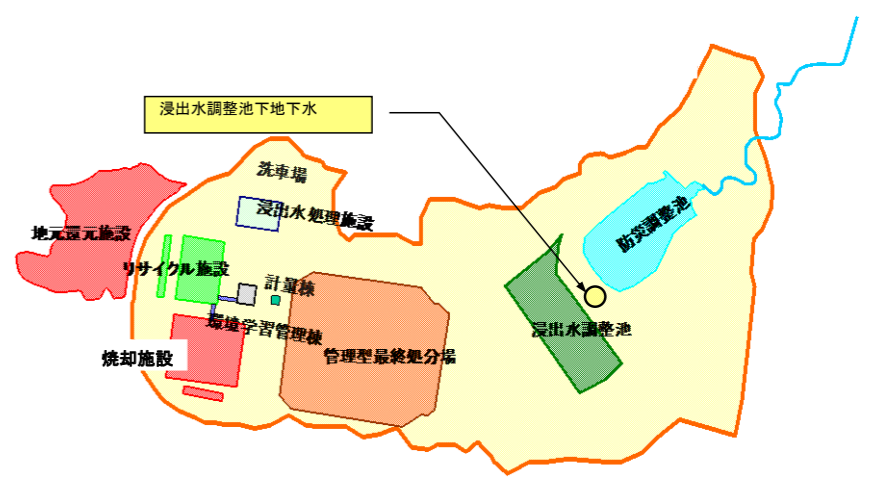 浸出水調整池下地下水
洗車場
浸出水処理施設
地元還元施設
防災調整池
リサイクル施設
計量棟
環境学習管理棟
浸出水調整池
焼却施設
管理型最終処分場